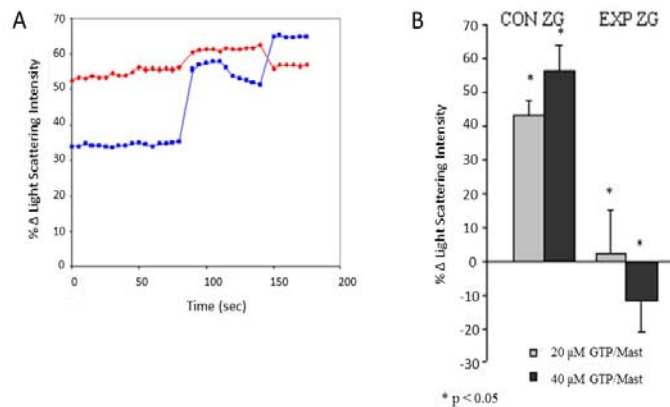 A
% Δ Light Scattering Intensity
70
60
50
40
30
20
10
0
0
50
100
150
200
Time (sec)
B
CON ZG
EXP ZG
% Δ Light Scattering Intensity
70
60
50
40
30
20
10
0
-10
-20
-30
*
*
*
*
20 μM GTP/Mast
40 μM GTP/Mast
* p < 0.05